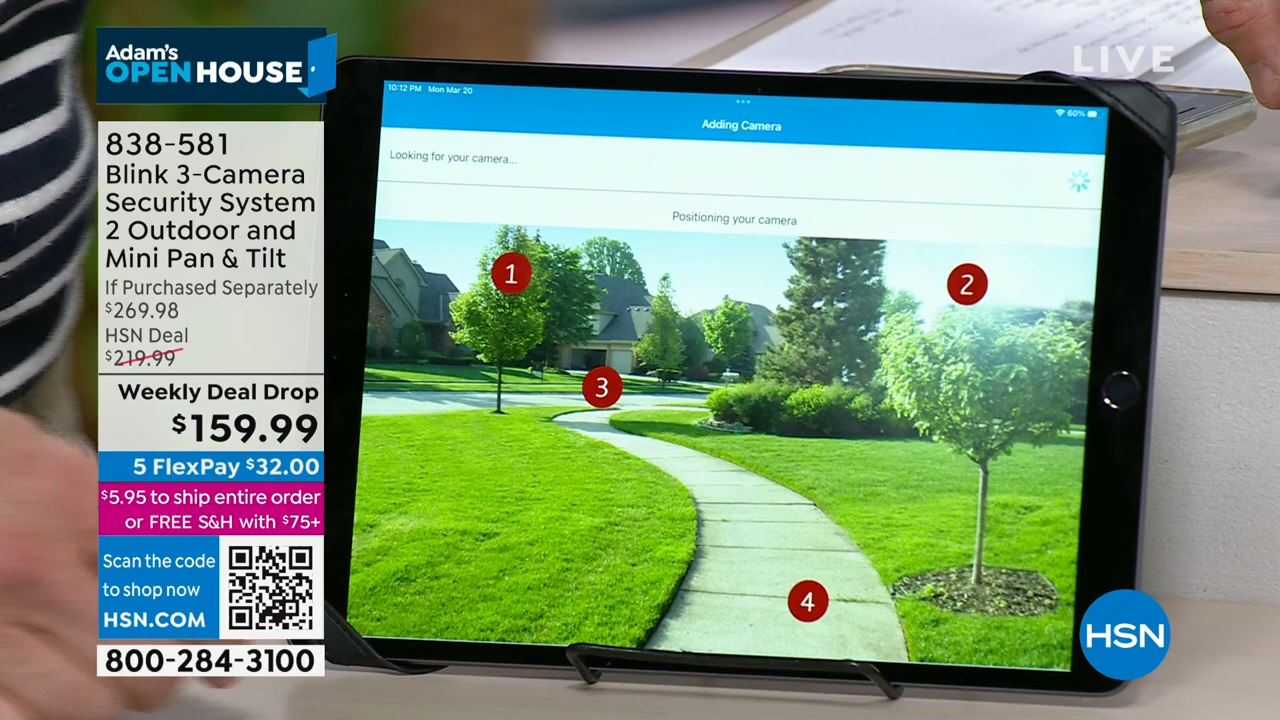 Adam's
OPEN HOUSE
LIVE
838-581
Blink 3-Camera
Security System
2 Outdoor and
Mini Pan & Tilt
If Purchased Separately
$269.98
HSN Deal
$219.99
Weekly Deal Drop
$159.99
5 FlexPay $32.00
$5.95 to ship entire order
or FREE S&H with $75+
Scan the code
to shop now
HSN.COM
800-284-3100
10:12 PM Mon Mar 20
60%
Adding Camera
Looking for your camera...
Positioning your camera
1
2
3
4
HSN